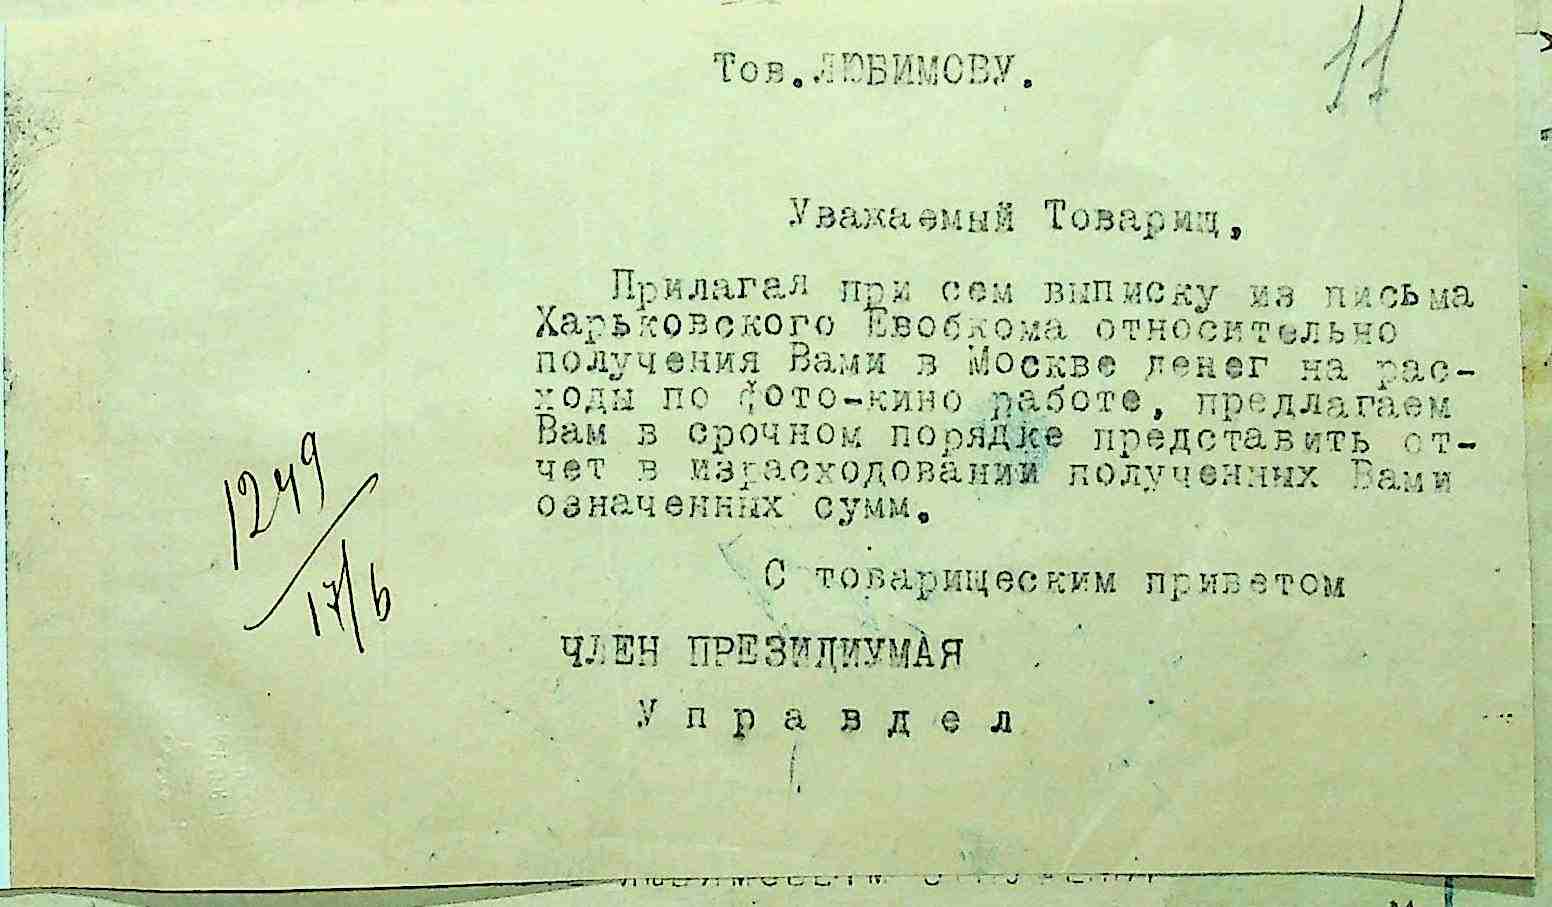 11
Тов.ЛЮБИМОВУ.
Уважаемый Товарищ,
Прилагая при сем выписку из письма
Харьковского Евобкома относительно
получения Вами в Москве денег на рас-
ходы по фото-кино работе, предлагаем
Вам в срочном порядке представить от-
чет в израсходовании полученных Вами
означенных сумм.
1249
17/6
С товарищеским приветом
ЧЛЕН ПРЕЗИДИУМАЯ
Управдел